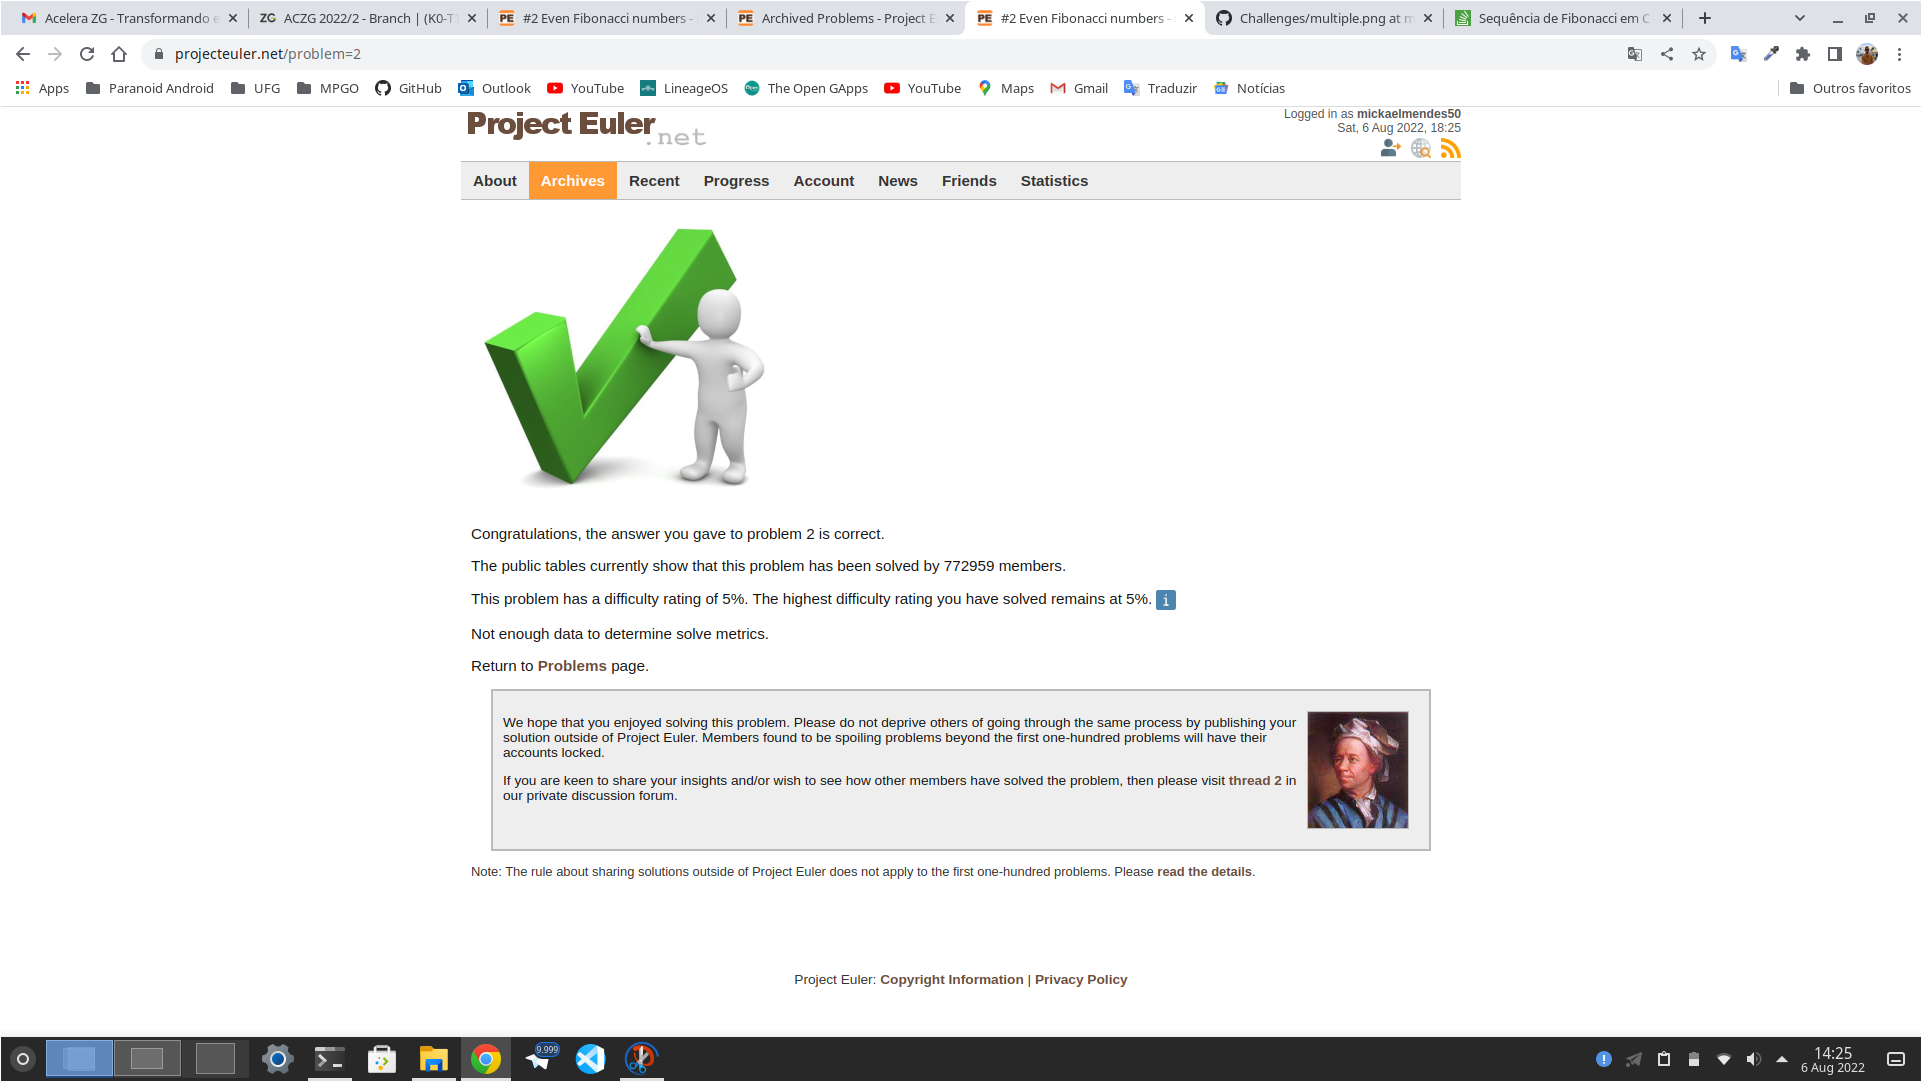 Acelera ZG - Transformando e
ACZG 2022/2 - Branch | (K0-T1
#2 Even Fibonacci numbers -
Archived Problems - Project E
#2 Even Fibonacci numbers -
Challenges/multiple.png at m
Sequência de Fibonacci em C
projecteuler.net/problem=2
Apps
Paranoid Android
UFG
MPGO
GitHub
Outlook
YouTube
LineageOS
The Open GApps
YouTube
Maps
Gmail
Traduzir
Notícias
Outros favoritos
Project Euler.net
Logged in as mickaelmendes50
Sat, 6 Aug 2022, 18:25
About Archives Recent Progress Account News Friends Statistics
Congratulations, the answer you gave to problem 2 is correct.
The public tables currently show that this problem has been solved by 772959 members.
This problem has a difficulty rating of 5%. The highest difficulty rating you have solved remains at 5%. i
Not enough data to determine solve metrics.
Return to Problems page.
We hope that you enjoyed solving this problem. Please do not deprive others of going through the same process by publishing your
solution outside of Project Euler. Members found to be spoiling problems beyond the first one-hundred problems will have their
accounts locked.
If you are keen to share your insights and/or wish to see how other members have solved the problem, then please visit thread 2 in
our private discussion forum.
Note: The rule about sharing solutions outside of Project Euler does not apply to the first one-hundred problems. Please read the details.
Project Euler: Copyright Information | Privacy Policy
9,999
14:25
6 Aug 2022